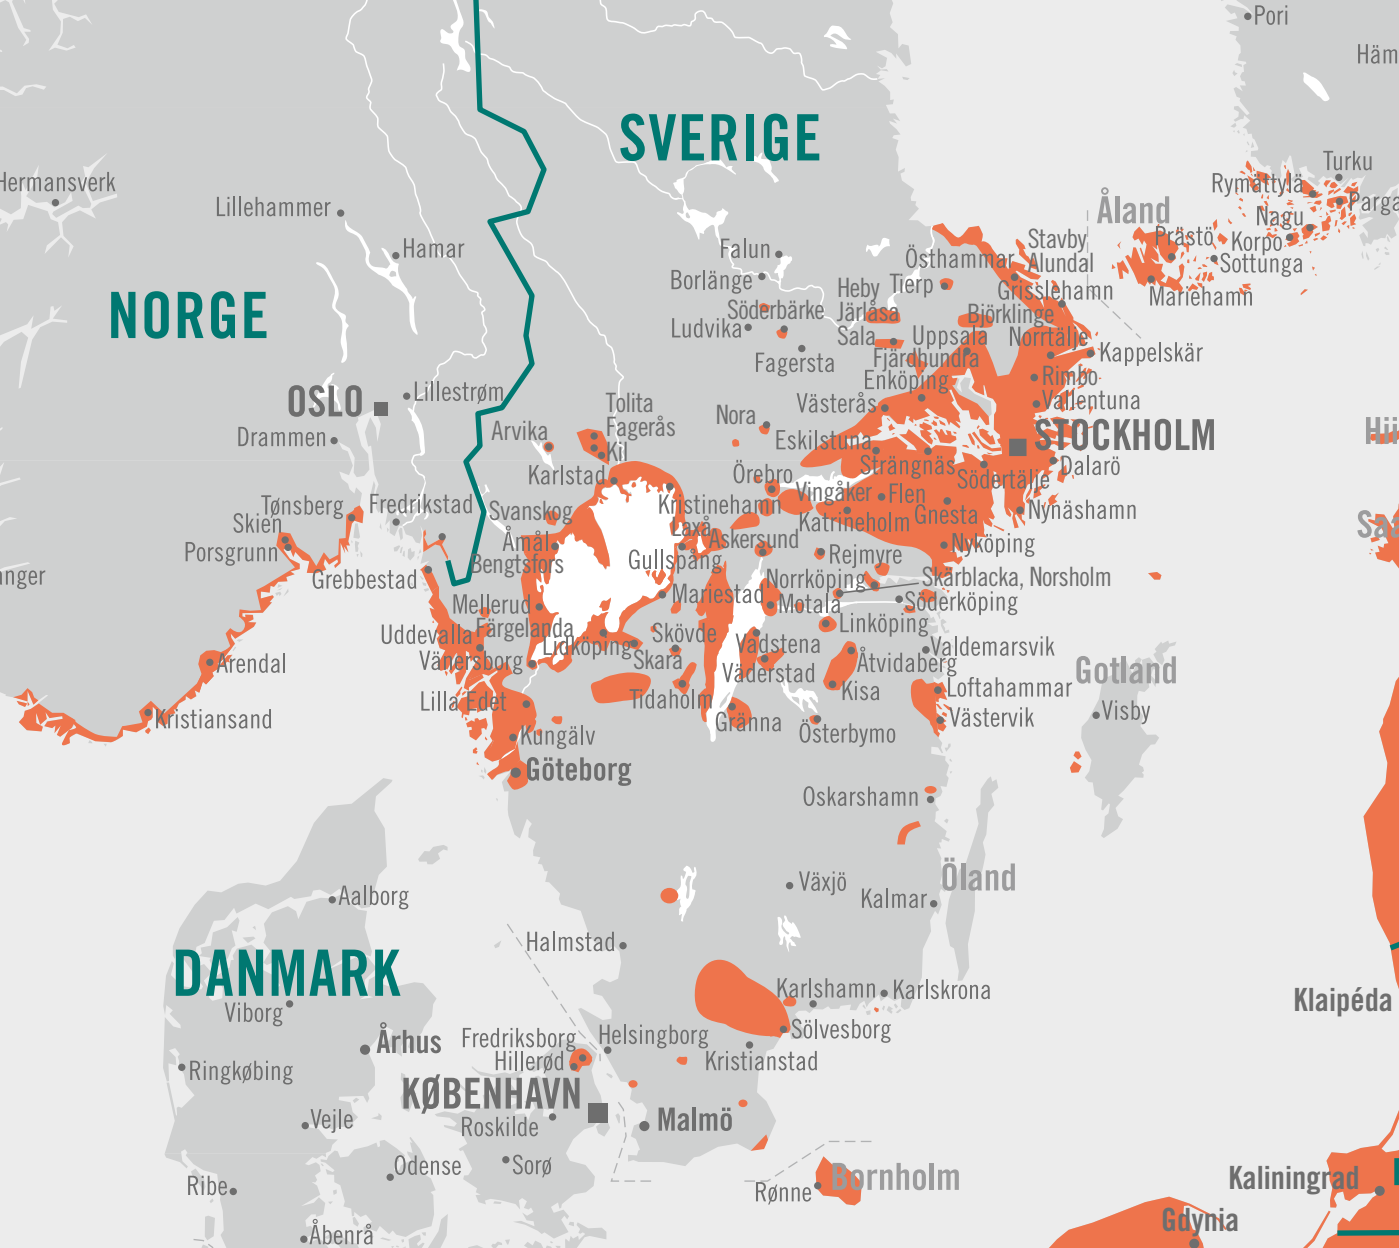 Pori
Häm
SVERIGE
Turku
Hermansverk
Rymättylä
Parga
Lillehammer
Åland
Nagu
Hamar
Falun
Stavby
Prästö
Korpo
Östhammar
Alundal
Sottunga
Borlänge
Heby
Tierp
Grisslehamn
Mariehamn
NORGE
Söderbärke
Järlåsa
Björklinge
Ludvika
Sala
Uppsala
Norrtälje
Fagersta
Fjärdhundra
Kappelskär
Enköping
Rimbo
OSLO
Lillestrøm
Tolita
Västerås
Vallentuna
Drammen
Arvika
Fagerås
Nora
Eskilstuna
STOCKHOLM
Kil
Karlstad
Örebro
Strängnäs
Dalarö
Södertälje
Tønsberg
Fredrikstad
Svanskog
Kristinehamn
Vingåker
Flen
Skien
Katrineholm
Gnesta
Nynäshamn
Porsgrunn
Åmål
Laxå
Askersund
Nyköping
Bengtsfors
Gullspång
Rejmyre
anger
Grebbestad
Norrköping
Skärblacka, Norsholm
Mellerud
Mariestad
Motala
Söderköping
Uddevalla
Färgelanda
Linköping
Lidköping
Skövde
Vadstena
Valdemarsvik
Arendal
Vänersborg
Skara
Väderstad
Åtvidaberg
Gotland
Lilla Edet
Tidaholm
Kisa
Loftahammar
Kristiansand
Gränna
Västervik
Visby
Kungälv
Österbymo
Göteborg
Oskarshamn
Växjö
Öland
Aalborg
Kalmar
Halmstad
DANMARK
Karlshamn
Karlskrona
Klaipéda
Viborg
Århus
Fredriksborg
Helsingborg
Sölvesborg
Hillerød
Kristianstad
Ringkøbing
KØBENHAVN
Vejle
Roskilde
Malmö
Odense
Sorø
Ribe
Rønne
Bornholm
Kaliningrad
Gdynia
Åbenrå